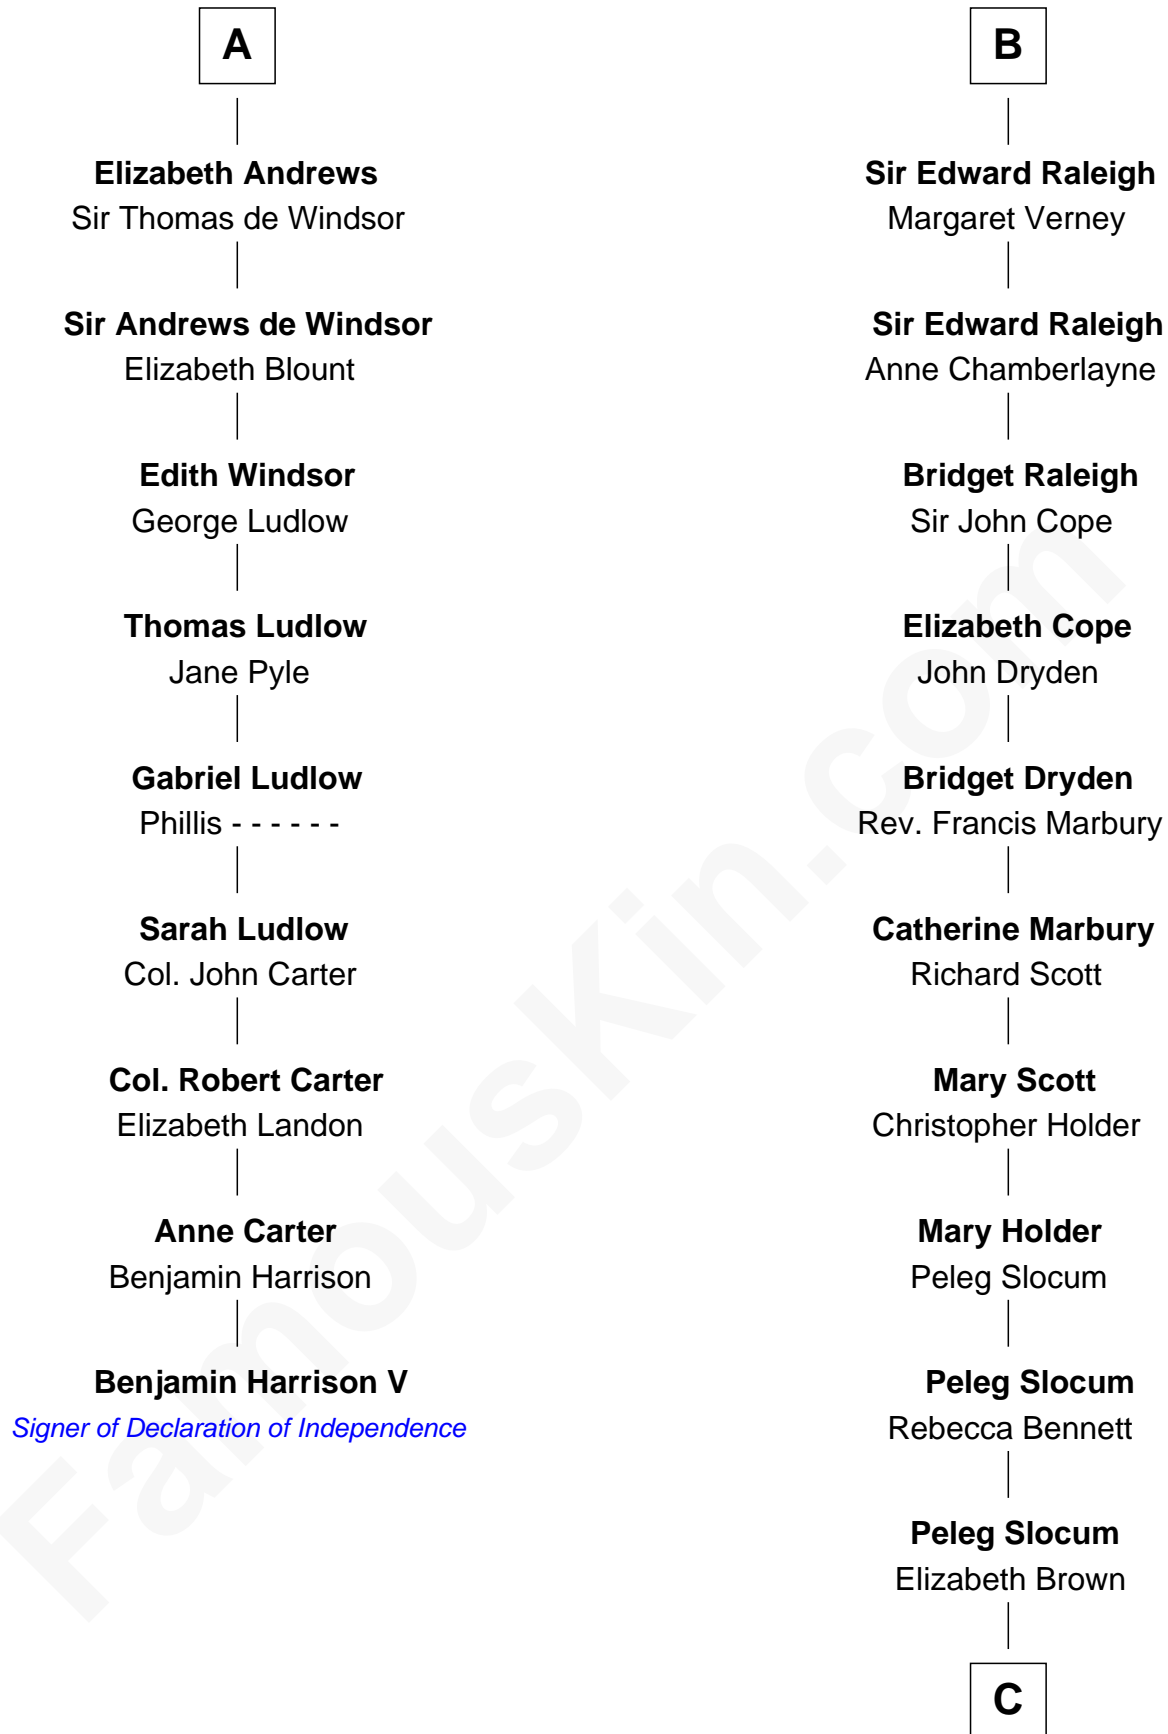 A
Elizabeth Andrews
Sir Thomas de Windsor
Sir Andrews de Windsor
Elizabeth Blount
Edith Windsor
George Ludlow
Thomas Ludlow
Jane Pyle
Gabriel Ludlow
Phillis - - - - - -
Sarah Ludlow
Col. John Carter
Col. Robert Carter
Elizabeth Landon
Anne Carter
Benjamin Harrison
Benjamin Harrison V
Signer of Declaration of Independence
B
Sir Edward Raleigh
Margaret Verney
Sir Edward Raleigh
Anne Chamberlayne
Bridget Raleigh
Sir John Cope
Elizabeth Cope
John Dryden
Bridget Dryden
Rev. Francis Marbury
Catherine Marbury
Richard Scott
Mary Scott
Christopher Holder
Mary Holder
Peleg Slocum
Peleg Slocum
Rebecca Bennett
Peleg Slocum
Elizabeth Brown
C
FamousKin.com